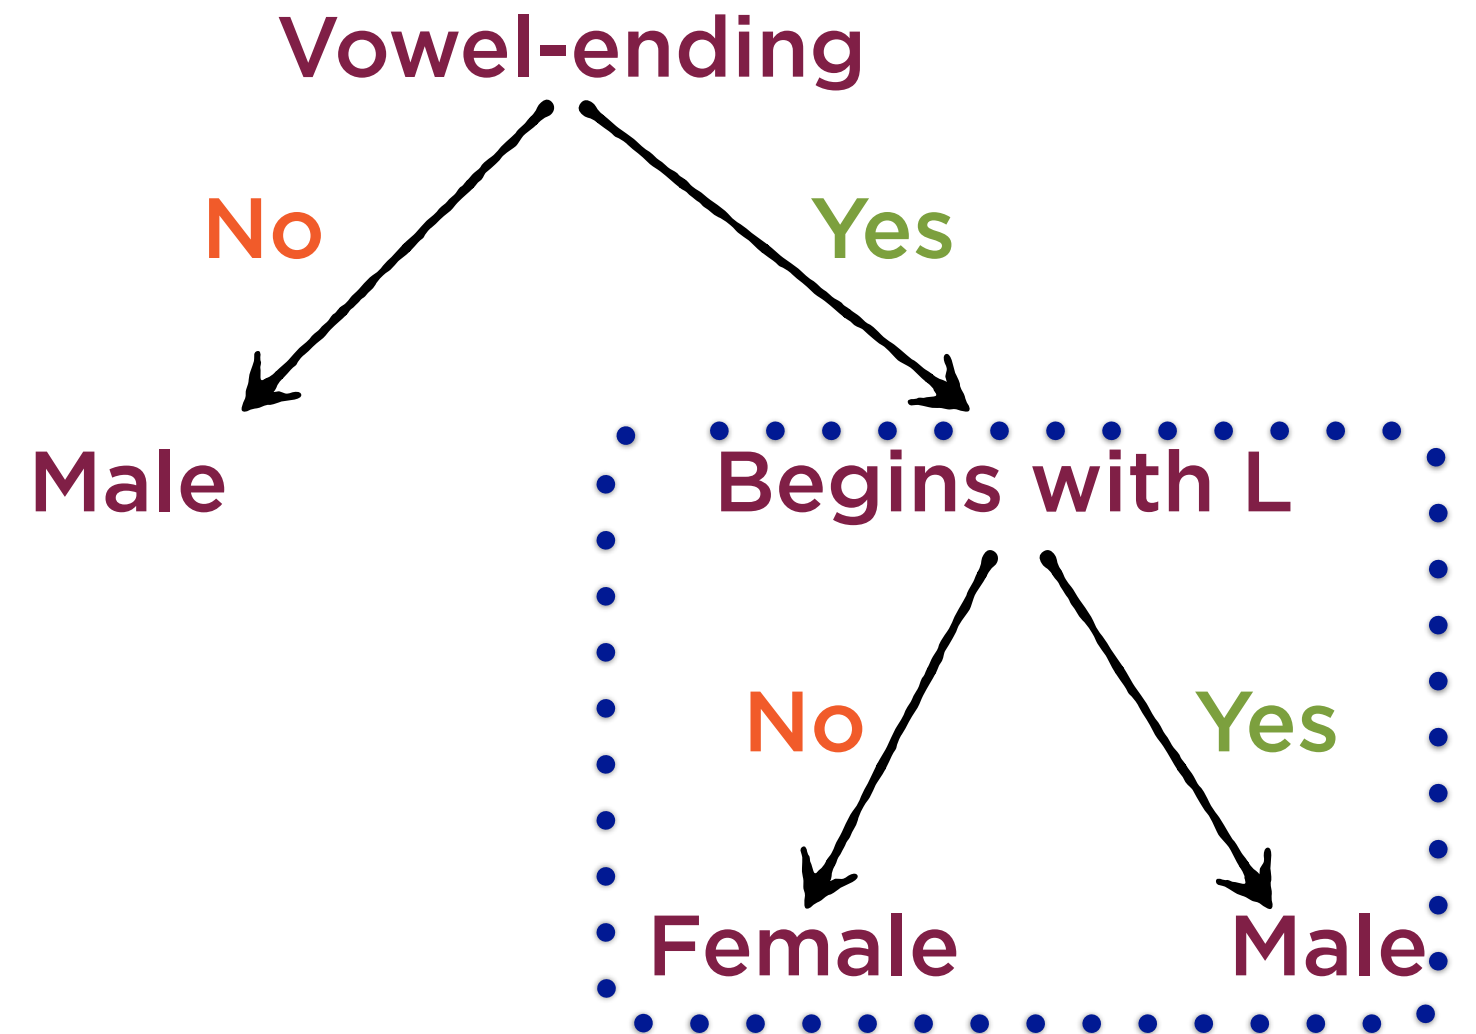 Vowel-ending
No
Yes
Male
Begins with L
No
Yes
Female
Male